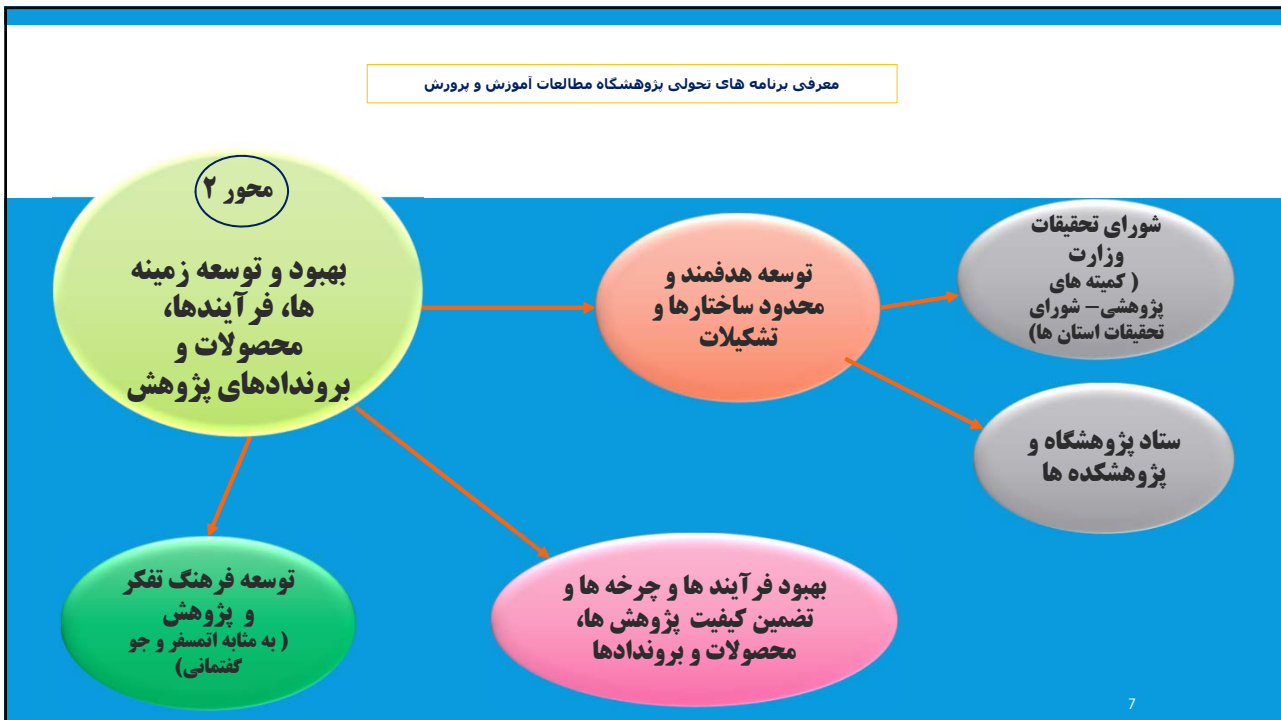 معرفی برنامه های تحولی پژوهشگاه مطالعات آموزش و پرورش
محور ۲
بهبود و توسعه زمینه
ها، فرآیندها،
محصولات و
بروندادهای پژوهش
توسعه هدفمند و
محدود ساختارها و
تشکیلات
شورای تحقیقات
وزارت
( کمیته های
پژوهشی– شورای
تحقیقات استان ها)
ستاد پژوهشگاه و
پژوهشکده ها
بهبود فرآیند ها و چرخه ها و
تضمین کیفیت پژوهش ها،
محصولات و بروندادها
توسعه فرهنگ تفکر
و پژوهش
( به مثابه اتمسفر و جو
گفتمانی)
7